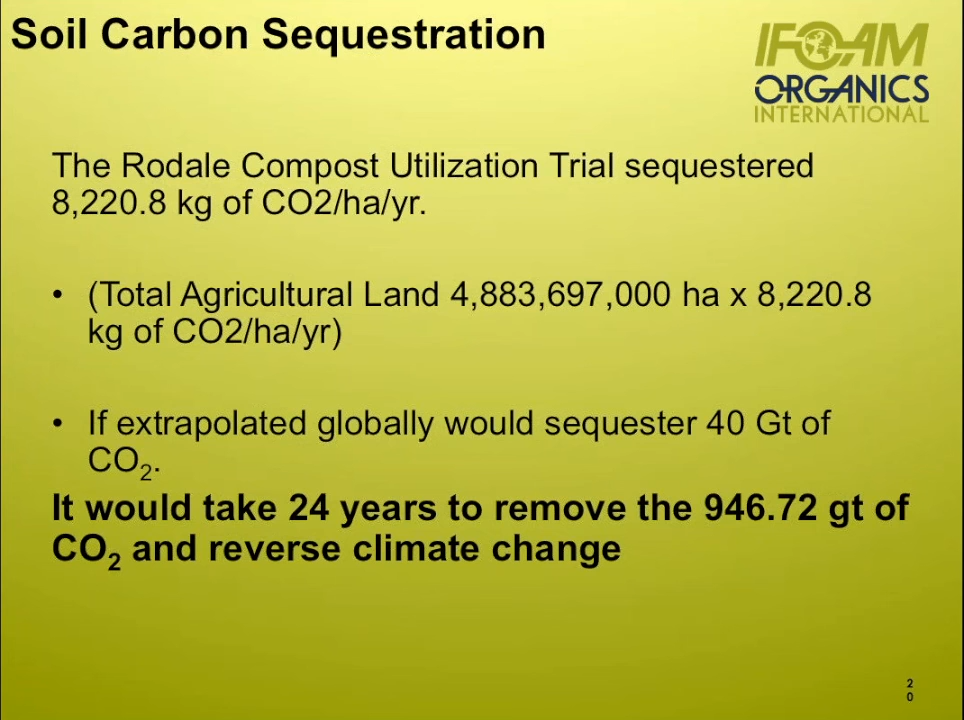 Soil Carbon Sequestration
IFOAM
ORGANICS
INTERNATIONAL
The Rodale Compost Utilization Trial sequestered
8,220.8 kg of CO2/ha/yr.
• (Total Agricultural Land 4,883,697,000 ha x 8,220.8
kg of CO2/ha/yr)
• If extrapolated globally would sequester 40 Gt of
CO₂.
It would take 24 years to remove the 946.72 gt of
CO₂ and reverse climate change
2
0